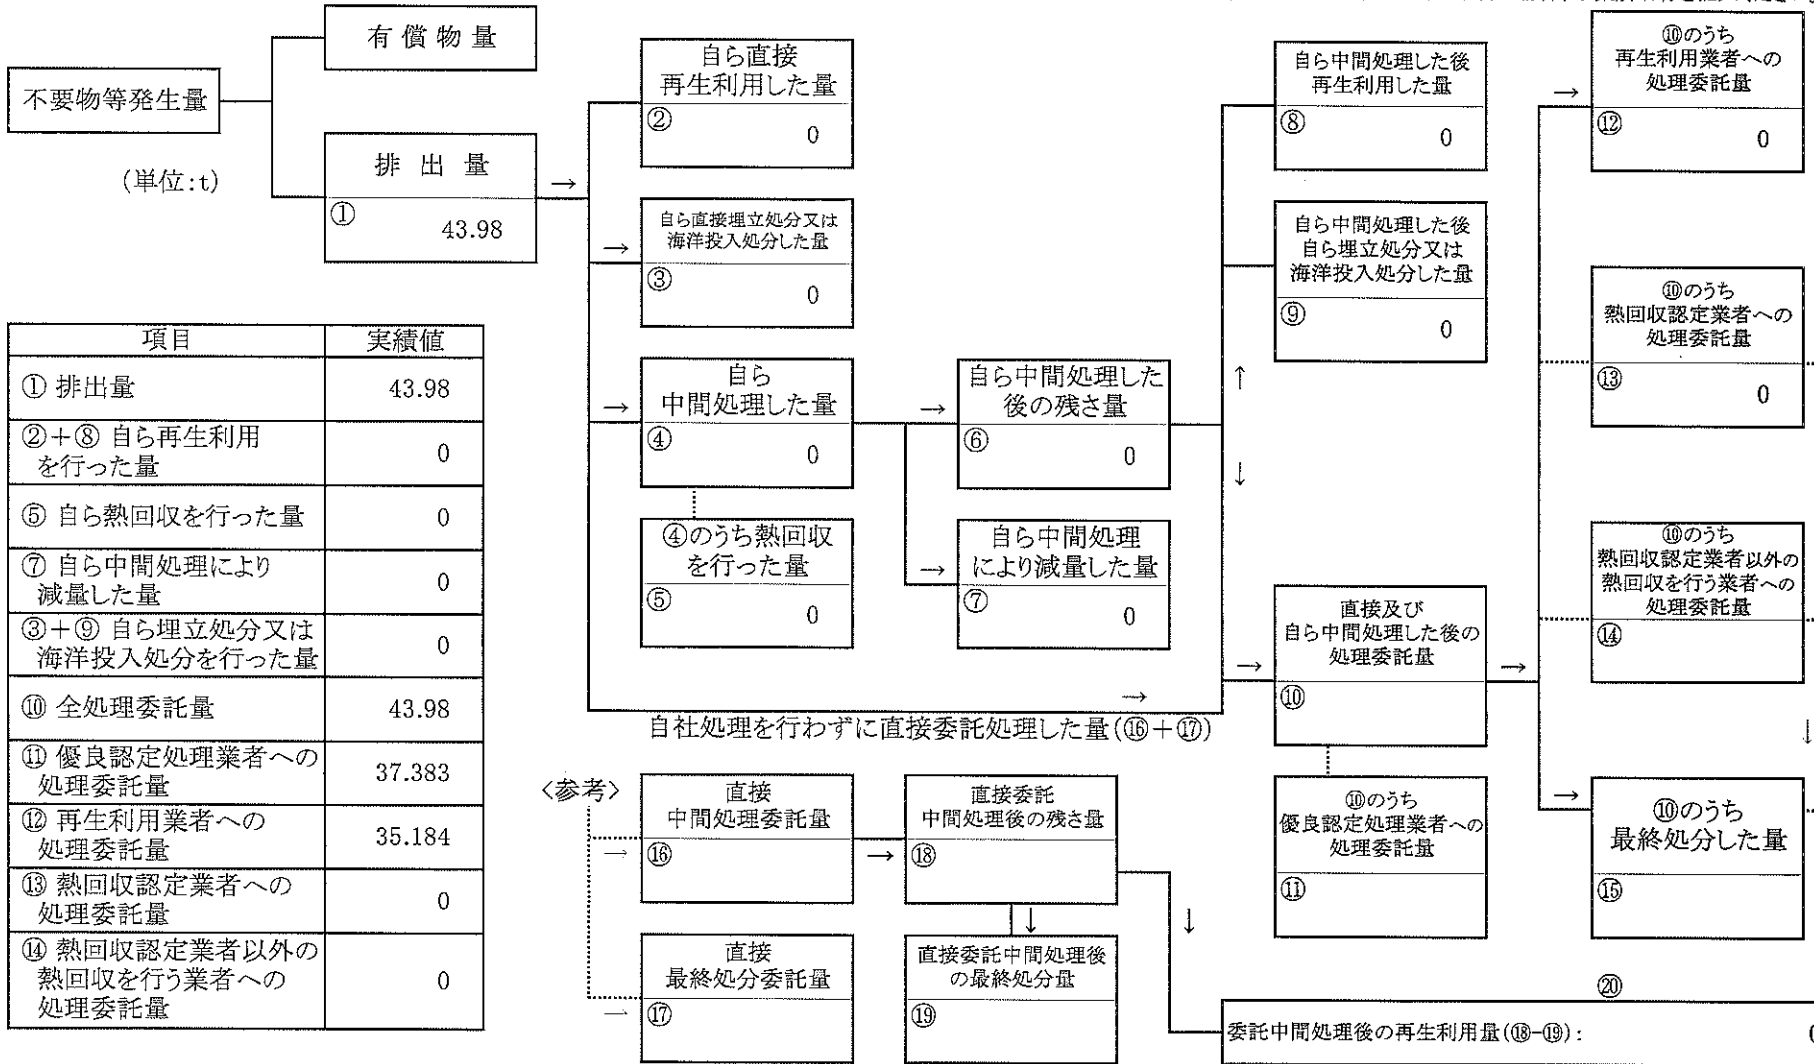 有償物量
不要物等発生量
(単位:t)
排出量
①
43.98
自ら直接
再生利用した量
②
0
自ら直接埋立処分又は
海洋投入処分した量
③
0
自ら
中間処理した量
④
0
④のうち熱回収
を行った量
⑤
0
自ら中間処理した
後の残さ量
⑥
0
自ら中間処理
により減量した量
⑦
0
自ら中間処理した後
再生利用した量
⑧
0
自ら中間処理した後
自ら埋立処分又は
海洋投入処分した量
⑨
0
直接及び
自ら中間処理した後の
処理委託量
⑩
⑩のうち
優良認定処理業者への
処理委託量
⑪
⑩のうち
再生利用業者への
処理委託量
⑫
0
⑩のうち
熱回収認定業者への
処理委託量
⑬
0
⑩のうち
熱回収認定業者以外の
熱回収を行う業者への
処理委託量
⑭
⑩のうち
最終処分した量
⑮
自社処理を行わずに直接委託処理した量(⑯+⑰)
〈参考〉
直接
中間処理委託量
⑯
直接
最終処分委託量
⑰
直接委託
中間処理後の残さ量
⑱
直接委託中間処理後
の最終処分量
⑲
⑳
委託中間処理後の再生利用量(⑱-⑲):
項目 実績値
① 排出量 43.98
②+⑧ 自ら再生利用
を行った量 0
⑤ 自ら熱回収を行った量 0
⑦ 自ら中間処理により
減量した量 0
③+⑨ 自ら埋立処分又は
海洋投入処分を行った量 0
⑩ 全処理委託量 43.98
⑪ 優良認定処理業者への
処理委託量 37.383
⑫ 再生利用業者への
処理委託量 35.184
⑬ 熱回収認定業者への
処理委託量 0
⑭ 熱回収認定業者以外の
熱回収を行う業者への
処理委託量 0